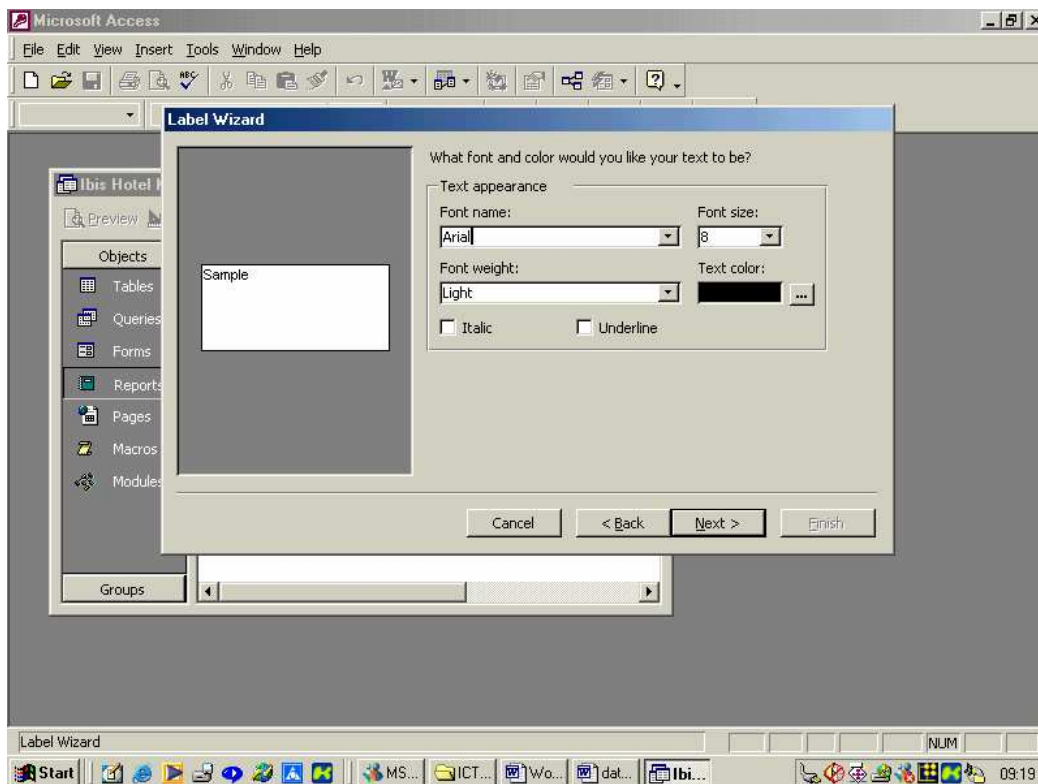 Microsoft Access
File Edit View Insert Tools Window Help
Label Wizard
What font and color would you like your text to be?
Text appearance
Font name:
Font size:
Arial
8
Font weight:
Text color:
Light
...
Italic
Underline
Sample
Cancel
< Back
Next >
Finish
Ibis Hotel
Preview
Objects
Tables
Queries
Forms
Reports
Pages
Macros
Modules
Groups
Label Wizard
NUM
Start
MS...
ICT...
Wo...
dat...
Ibi...
09:19